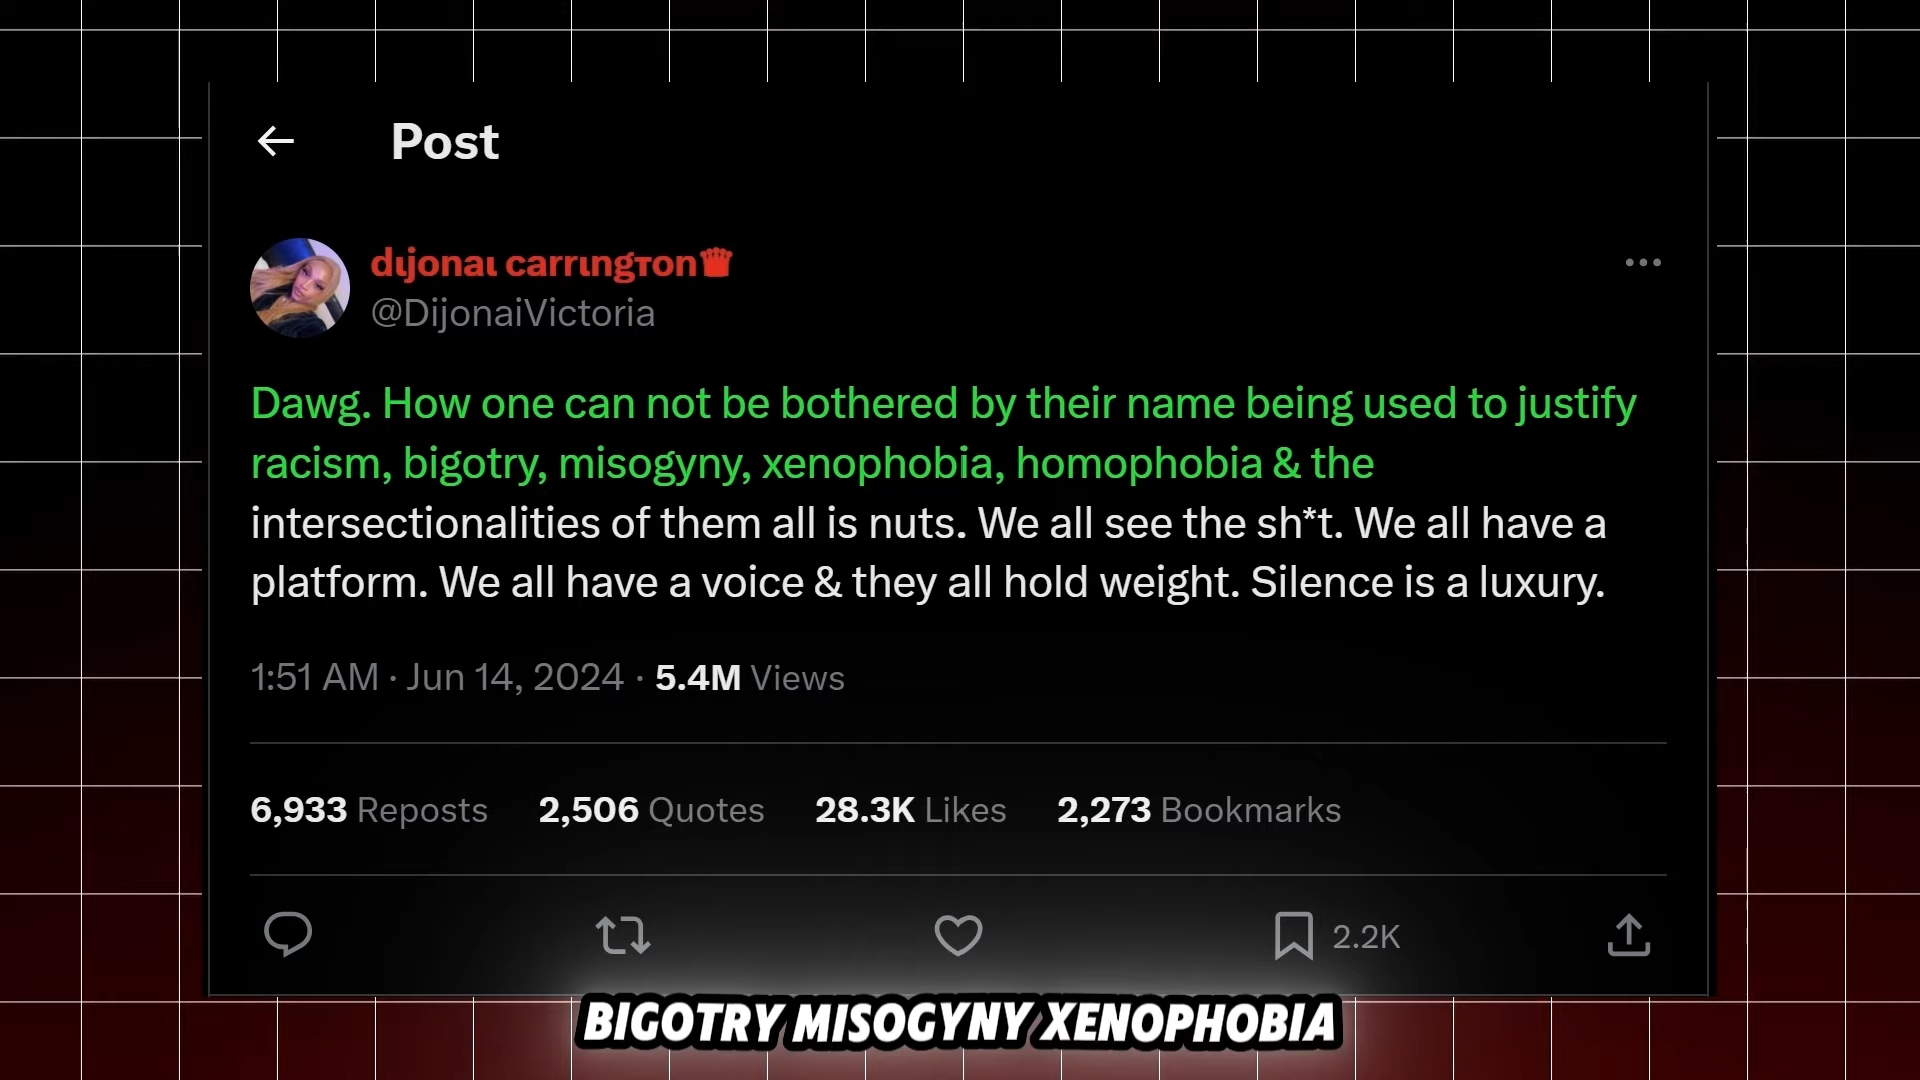 Post
dιjonaι carrιngтon
@DijonaiVictoria
Dawg. How one can not be bothered by their name being used to justify
racism, bigotry, misogyny, xenophobia, homophobia & the
intersectionalities of them all is nuts. We all see the sh*t. We all have a
platform. We all have a voice & they all hold weight. Silence is a luxury.
1:51 AM · Jun 14, 2024 · 5.4M Views
6,933 Reposts 2,506 Quotes 28.3K Likes 2,273 Bookmarks
2.2K
BIGOTRY MISOGYNY XENOPHOBIA